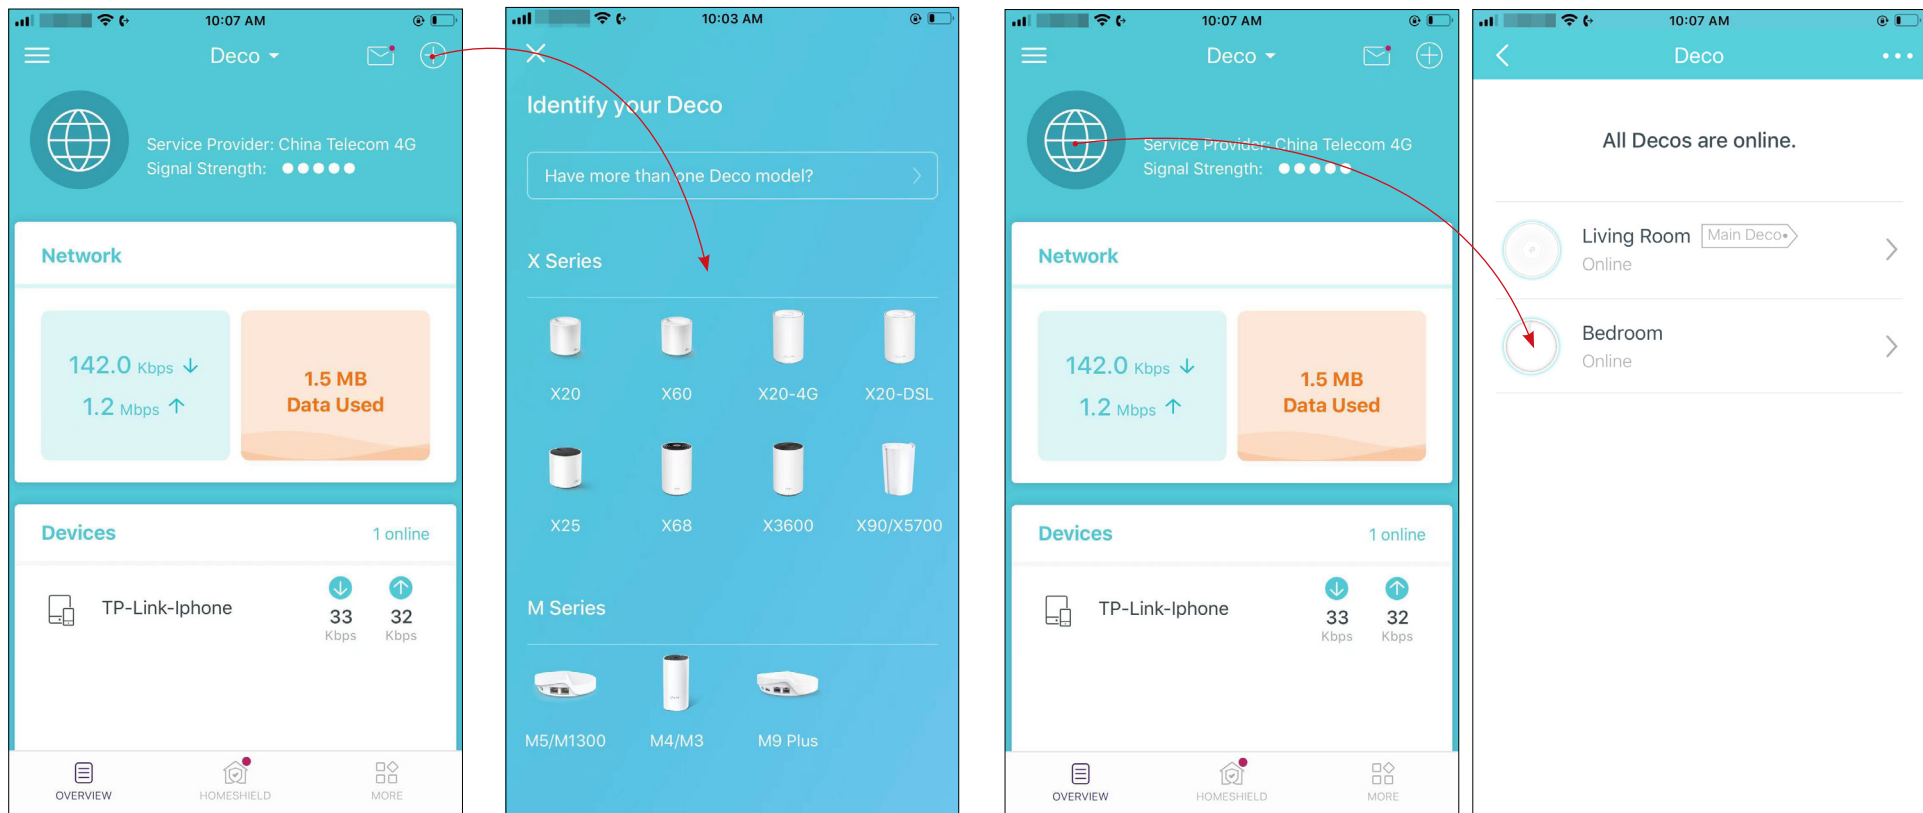 10:07 AM
Deco
Service Provider: China Telecom 4G
Signal Strength:
Network
142.0 Kbps
1.2 Mbps
1.5 MB
Data Used
Devices
1 online
TP-Link-Iphone
33
Kbps
32
Kbps
OVERVIEW
HOMESHIELD
MORE
10:03 AM
Identify your Deco
Have more than one Deco model?
X Series
X20
X60
X20-4G
X20-DSL
X25
X68
X3600
X90/X5700
M Series
M5/M1300
M4/M3
M9 Plus
10:07 AM
Deco
Service Provider: China Telecom 4G
Signal Strength:
Network
142.0 Kbps
1.2 Mbps
1.5 MB
Data Used
Devices
1 online
TP-Link-Iphone
33
Kbps
32
Kbps
OVERVIEW
HOMESHIELD
MORE
10:07 AM
Deco
All Decos are online.
Living Room
Main Deco
Online
Bedroom
Online